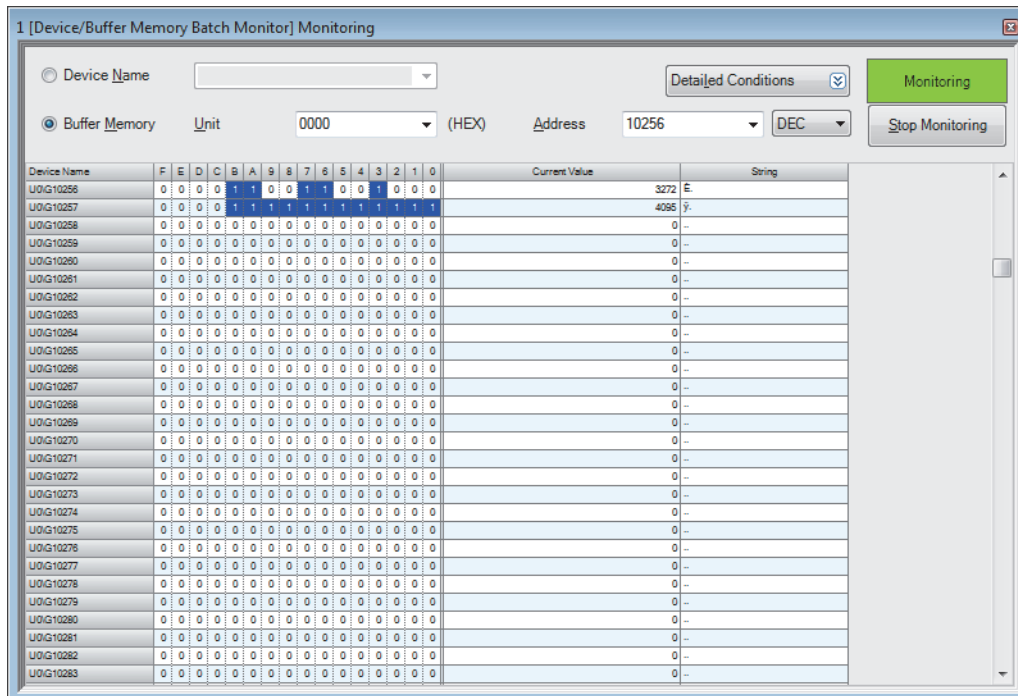 1 [Device/Buffer Memory Batch Monitor] Monitoring
Device Name Detailed Conditions Monitoring
Buffer Memory Unit 0000 (HEX) Address 10256 DEC Stop Monitoring
Device Name F E D C B A 9 8 7 6 5 4 3 2 1 0 Current Value String
U0\G10256 0 0 0 0 1 1 0 0 1 1 0 0 1 0 0 0 3272 È.
U0\G10257 0 0 0 0 1 1 1 1 1 1 1 1 1 1 1 1 4095 ÿ.
U0\G10258 0 0 0 0 0 0 0 0 0 0 0 0 0 0 0 0 0 ..
U0\G10259 0 0 0 0 0 0 0 0 0 0 0 0 0 0 0 0 0 ..
U0\G10260 0 0 0 0 0 0 0 0 0 0 0 0 0 0 0 0 0 ..
U0\G10261 0 0 0 0 0 0 0 0 0 0 0 0 0 0 0 0 0 ..
U0\G10262 0 0 0 0 0 0 0 0 0 0 0 0 0 0 0 0 0 ..
U0\G10263 0 0 0 0 0 0 0 0 0 0 0 0 0 0 0 0 0 ..
U0\G10264 0 0 0 0 0 0 0 0 0 0 0 0 0 0 0 0 0 ..
U0\G10265 0 0 0 0 0 0 0 0 0 0 0 0 0 0 0 0 0 ..
U0\G10266 0 0 0 0 0 0 0 0 0 0 0 0 0 0 0 0 0 ..
U0\G10267 0 0 0 0 0 0 0 0 0 0 0 0 0 0 0 0 0 ..
U0\G10268 0 0 0 0 0 0 0 0 0 0 0 0 0 0 0 0 0 ..
U0\G10269 0 0 0 0 0 0 0 0 0 0 0 0 0 0 0 0 0 ..
U0\G10270 0 0 0 0 0 0 0 0 0 0 0 0 0 0 0 0 0 ..
U0\G10271 0 0 0 0 0 0 0 0 0 0 0 0 0 0 0 0 0 ..
U0\G10272 0 0 0 0 0 0 0 0 0 0 0 0 0 0 0 0 0 ..
U0\G10273 0 0 0 0 0 0 0 0 0 0 0 0 0 0 0 0 0 ..
U0\G10274 0 0 0 0 0 0 0 0 0 0 0 0 0 0 0 0 0 ..
U0\G10275 0 0 0 0 0 0 0 0 0 0 0 0 0 0 0 0 0 ..
U0\G10276 0 0 0 0 0 0 0 0 0 0 0 0 0 0 0 0 0 ..
U0\G10277 0 0 0 0 0 0 0 0 0 0 0 0 0 0 0 0 0 ..
U0\G10278 0 0 0 0 0 0 0 0 0 0 0 0 0 0 0 0 0 ..
U0\G10279 0 0 0 0 0 0 0 0 0 0 0 0 0 0 0 0 0 ..
U0\G10280 0 0 0 0 0 0 0 0 0 0 0 0 0 0 0 0 0 ..
U0\G10281 0 0 0 0 0 0 0 0 0 0 0 0 0 0 0 0 0 ..
U0\G10282 0 0 0 0 0 0 0 0 0 0 0 0 0 0 0 0 0 ..
U0\G10283 0 0 0 0 0 0 0 0 0 0 0 0 0 0 0 0 0 ..